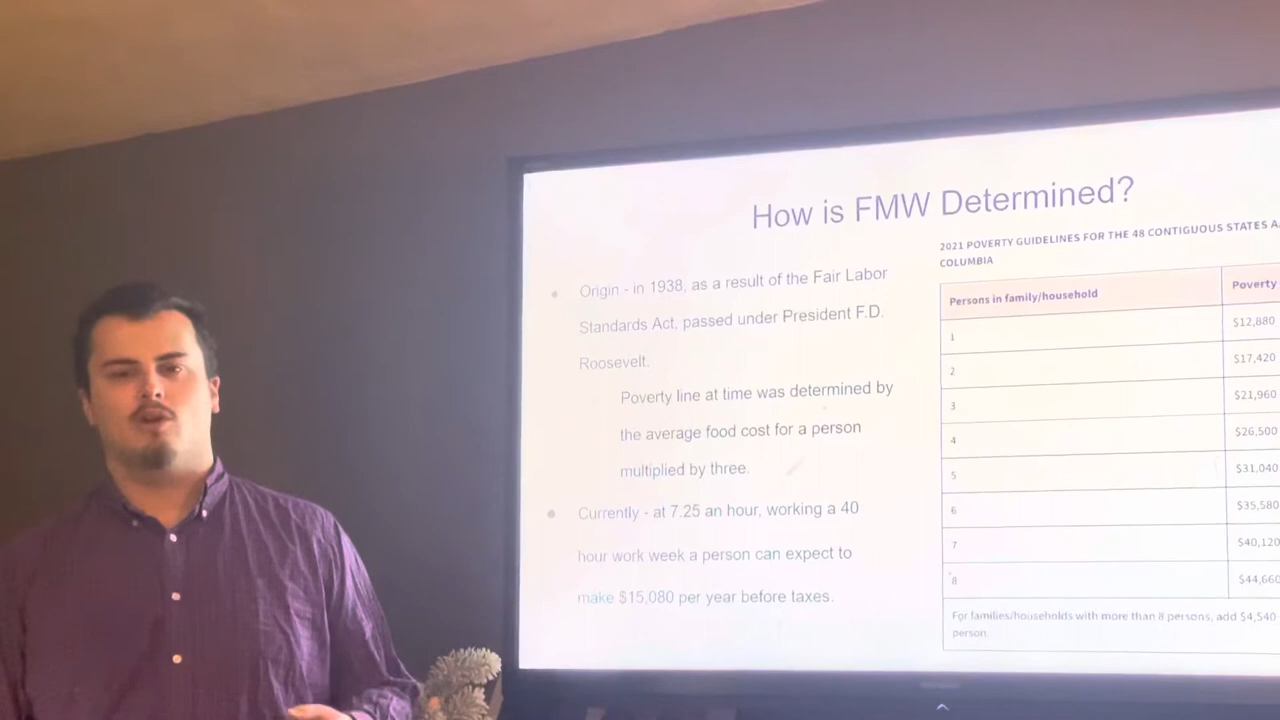 How is FMW Determined?
Origin - in 1938, as a result of the Fair Labor
Standards Act, passed under President F.D.
Roosevelt.
Poverty line at time was determined by
the average food cost for a person
multiplied by three.
Currently - at 7.25 an hour, working a 40
hour work week a person can expect to
make $15,080 per year before taxes.
2021 POVERTY GUIDELINES FOR THE 48 CONTIGUOUS STATES
COLUMBIA
Persons in family/household Poverty
1 $12,880
2 $17,420
3 $21,960
4 $26,500
5 $31,040
6 $35,580
7 $40,120
8 $44,660
For families/households with more than 8 persons, add $4,540
person.